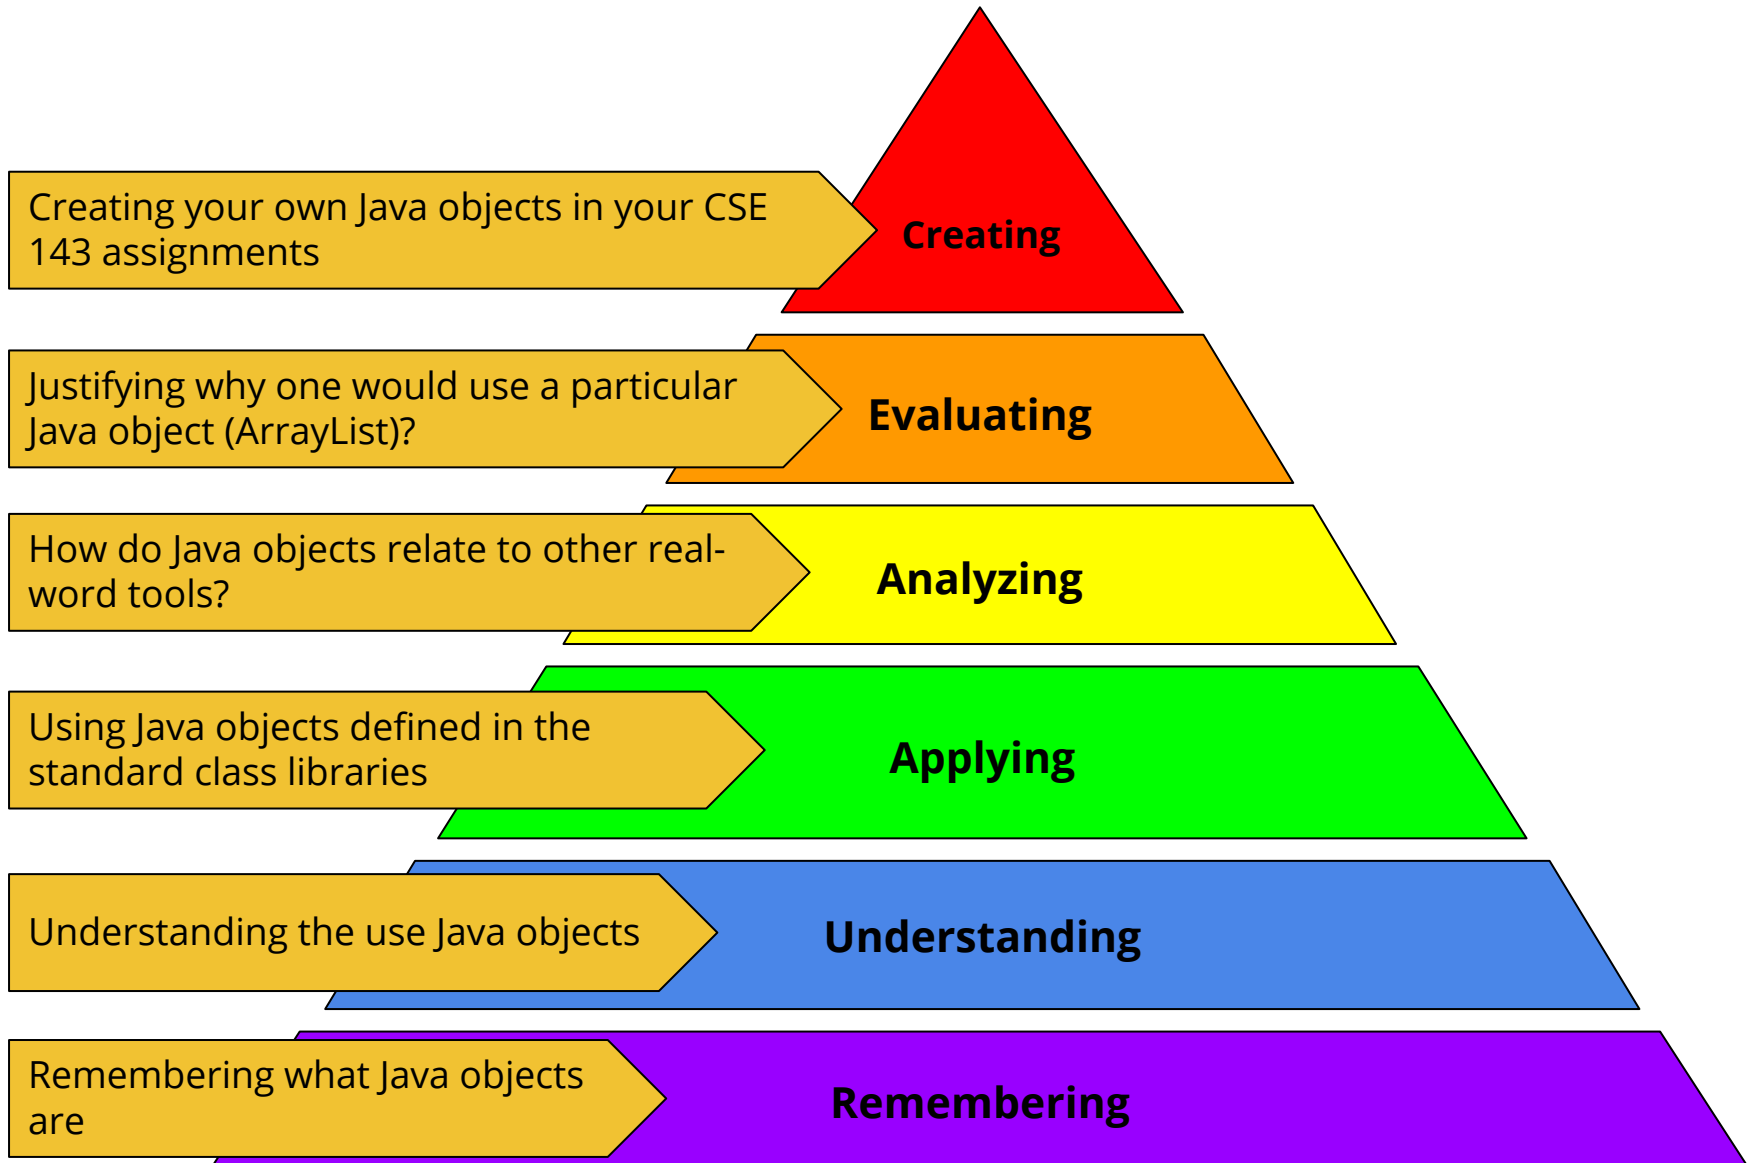 Creating your own Java objects in your CSE
143 assignments
Creating
Justifying why one would use a particular
Java object (ArrayList)?
Evaluating
How do Java objects relate to other real-
word tools?
Analyzing
Using Java objects defined in the
standard class libraries
Applying
Understanding the use Java objects
Understanding
Remembering what Java objects
are
Remembering